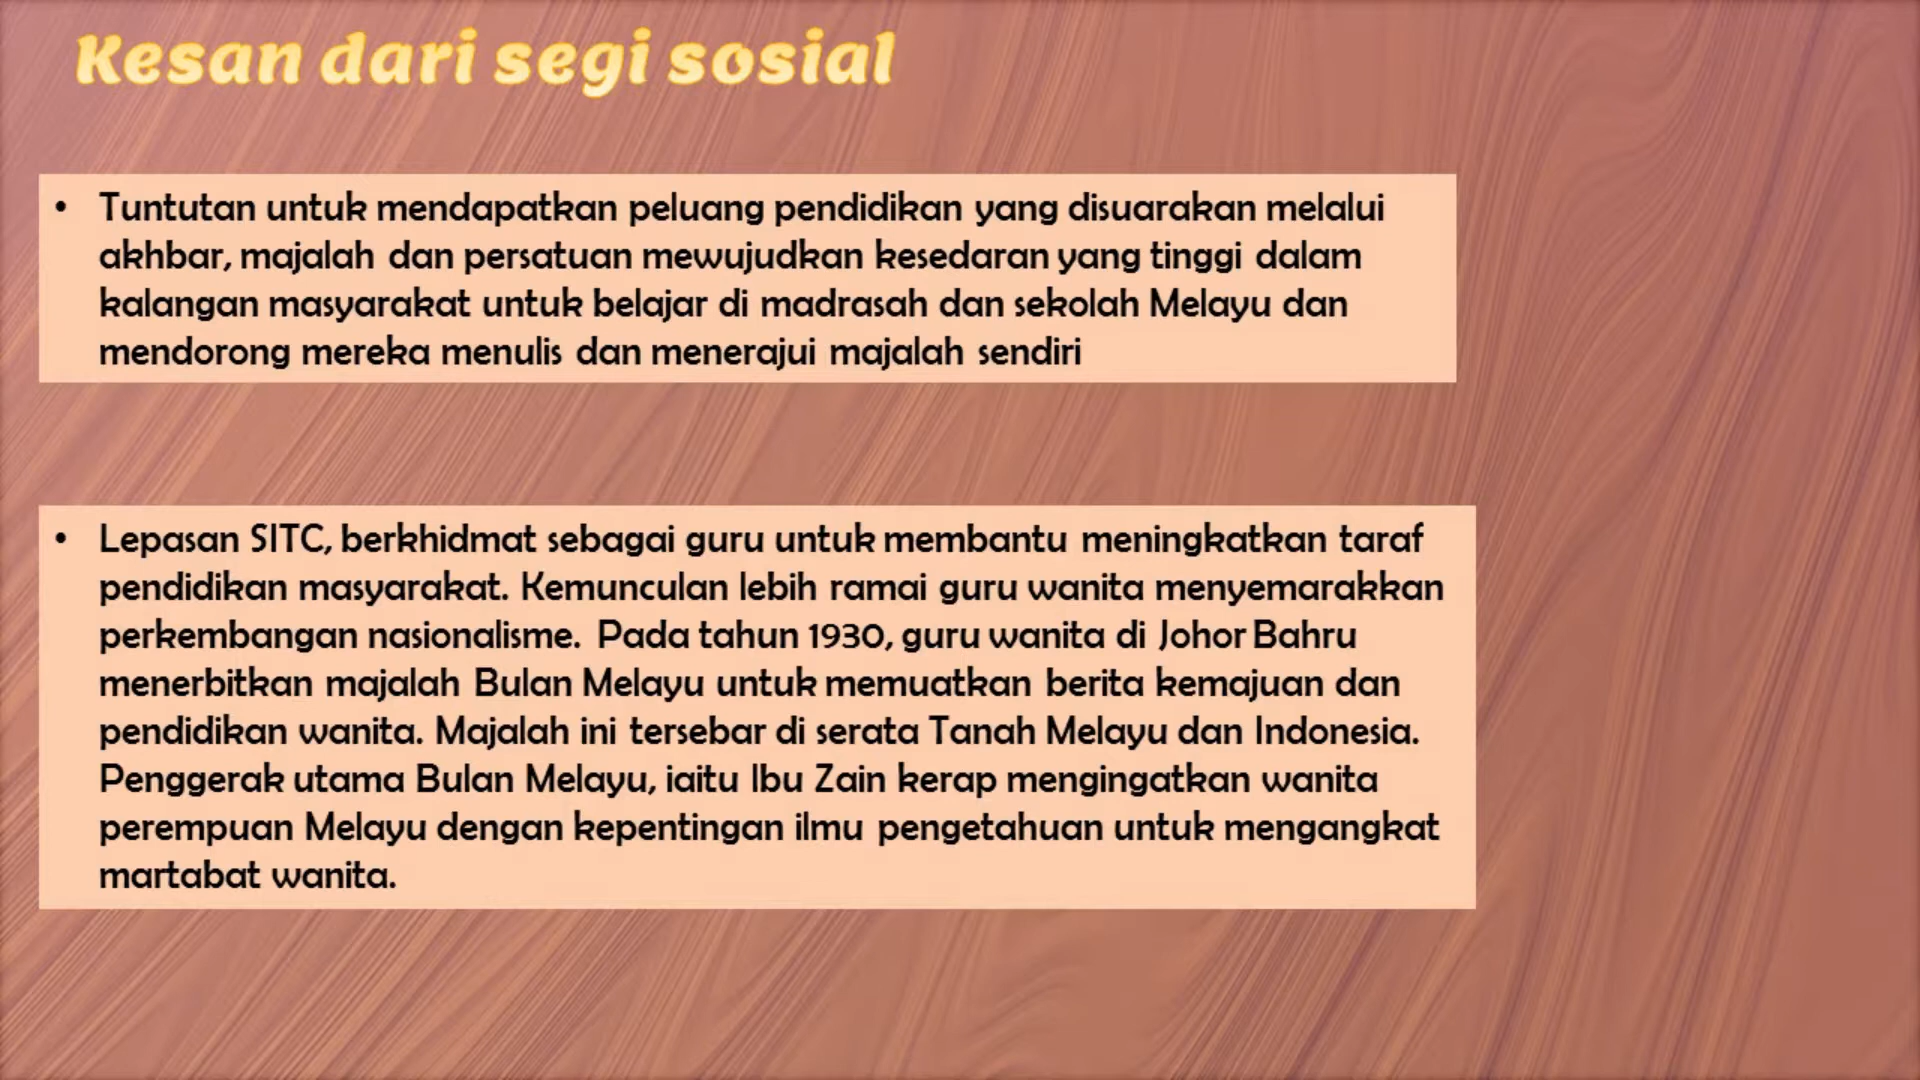 Kesan dari segi sosial
• Tuntutan untuk mendapatkan peluang pendidikan yang disuarakan melalui
akhbar, majalah dan persatuan mewujudkan kesedaran yang tinggi dalam
kalangan masyarakat untuk belajar di madrasah dan sekolah Melayu dan
mendorong mereka menulis dan menerajui majalah sendiri
• Lepasan SITC, berkhidmat sebagai guru untuk membantu meningkatkan taraf
pendidikan masyarakat. Kemunculan lebih ramai guru wanita menyemarakkan
perkembangan nasionalisme. Pada tahun 1930, guru wanita di Johor Bahru
menerbitkan majalah Bulan Melayu untuk memuatkan berita kemajuan dan
pendidikan wanita. Majalah ini tersebar di serata Tanah Melayu dan Indonesia.
Penggerak utama Bulan Melayu, iaitu Ibu Zain kerap mengingatkan wanita
perempuan Melayu dengan kepentingan ilmu pengetahuan untuk mengangkat
martabat wanita.